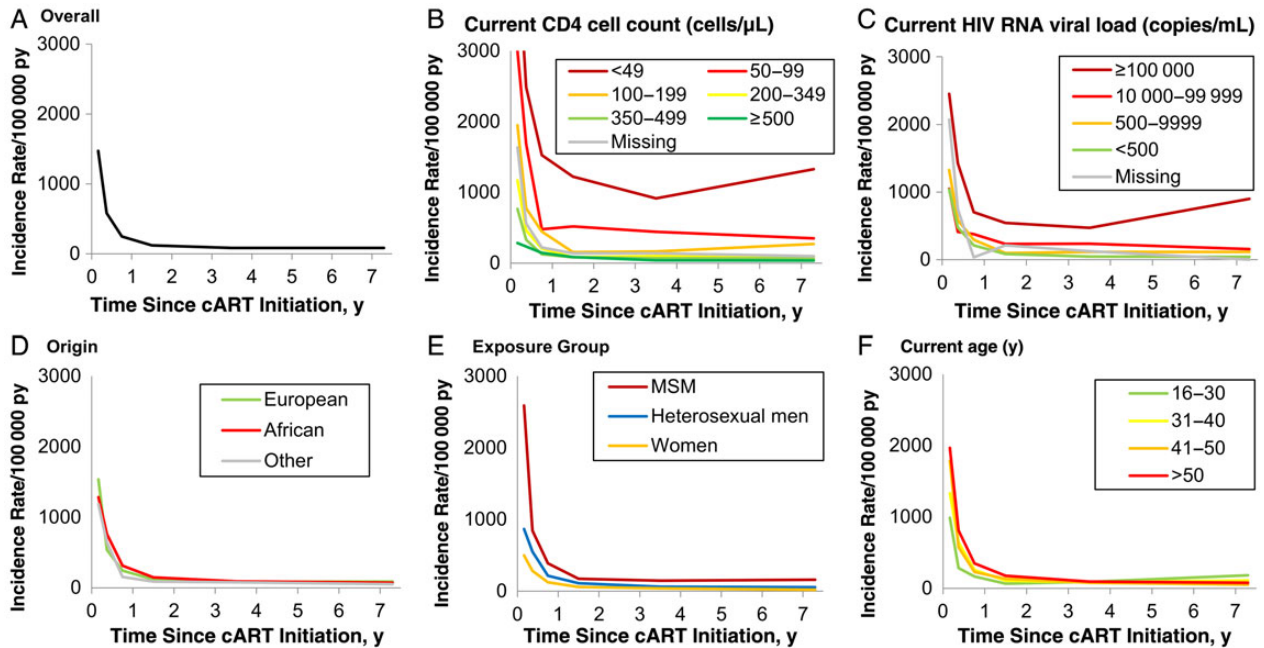 A Overall
Incidence Rate/100 000 py
3000
2000
1000
0
0 1 2 3 4 5 6 7
Time Since cART Initiation, y
B Current CD4 cell count (cells/µL)
Incidence Rate/100 000 py
3000
2000
1000
0
<49 50–99
100–199 200–349
350–499 ≥500
Missing
0 1 2 3 4 5 6 7
Time Since cART Initiation, y
C Current HIV RNA viral load (copies/mL)
Incidence Rate/100 000 py
3000
2000
1000
0
≥100 000
10 000–99 999
500–9999
<500
Missing
0 1 2 3 4 5 6 7
Time Since cART Initiation, y
D Origin
Incidence Rate/100 000 py
3000
2000
1000
0
European
African
Other
0 1 2 3 4 5 6 7
Time Since cART Initiation, y
E Exposure Group
Incidence Rate/100 000 py
3000
2000
1000
0
MSM
Heterosexual men
Women
0 1 2 3 4 5 6 7
Time Since cART Initiation, y
F Current age (y)
Incidence Rate/100 000 py
3000
2000
1000
0
16–30
31–40
41–50
>50
0 1 2 3 4 5 6 7
Time Since cART Initiation, y